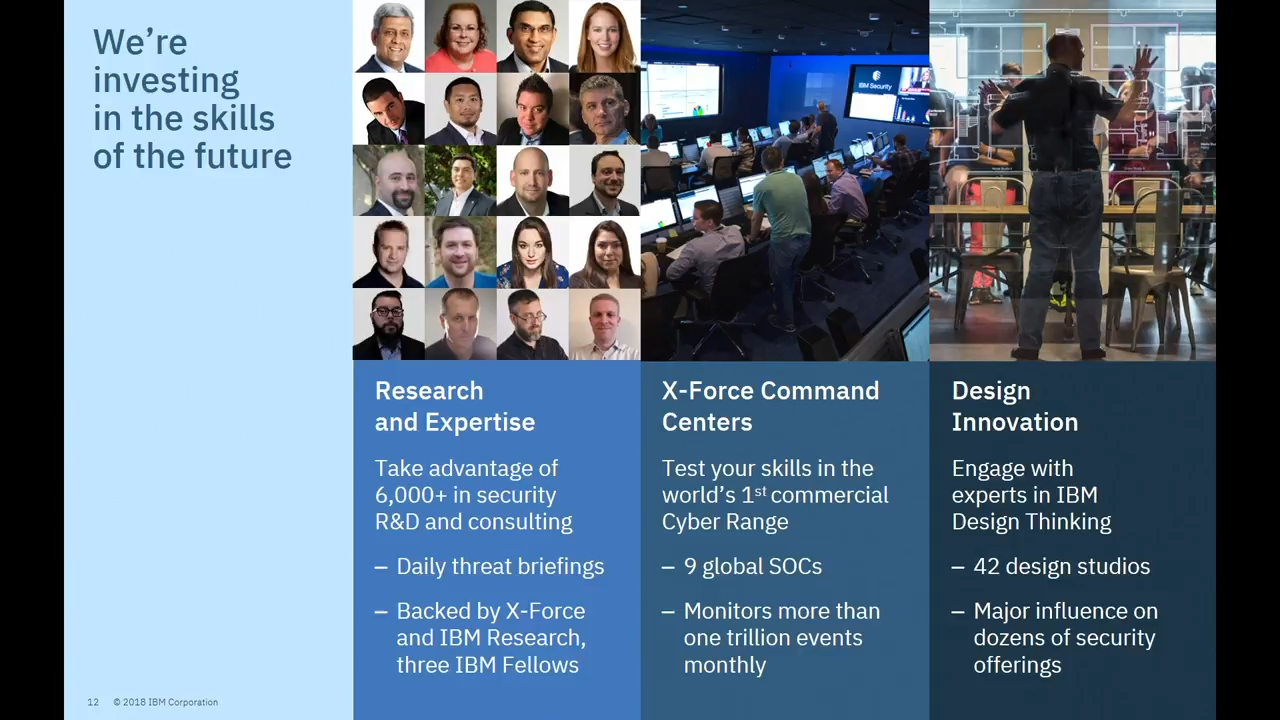 We’re
investing
in the skills
of the future
IBM Security
Research
and Expertise
Take advantage of
6,000+ in security
R&D and consulting
– Daily threat briefings
– Backed by X-Force
and IBM Research,
three IBM Fellows
X-Force Command
Centers
Test your skills in the
world’s 1st commercial
Cyber Range
– 9 global SOCs
– Monitors more than
one trillion events
monthly
Design
Innovation
Engage with
experts in IBM
Design Thinking
– 42 design studios
– Major influence on
dozens of security
offerings
12 © 2018 IBM Corporation